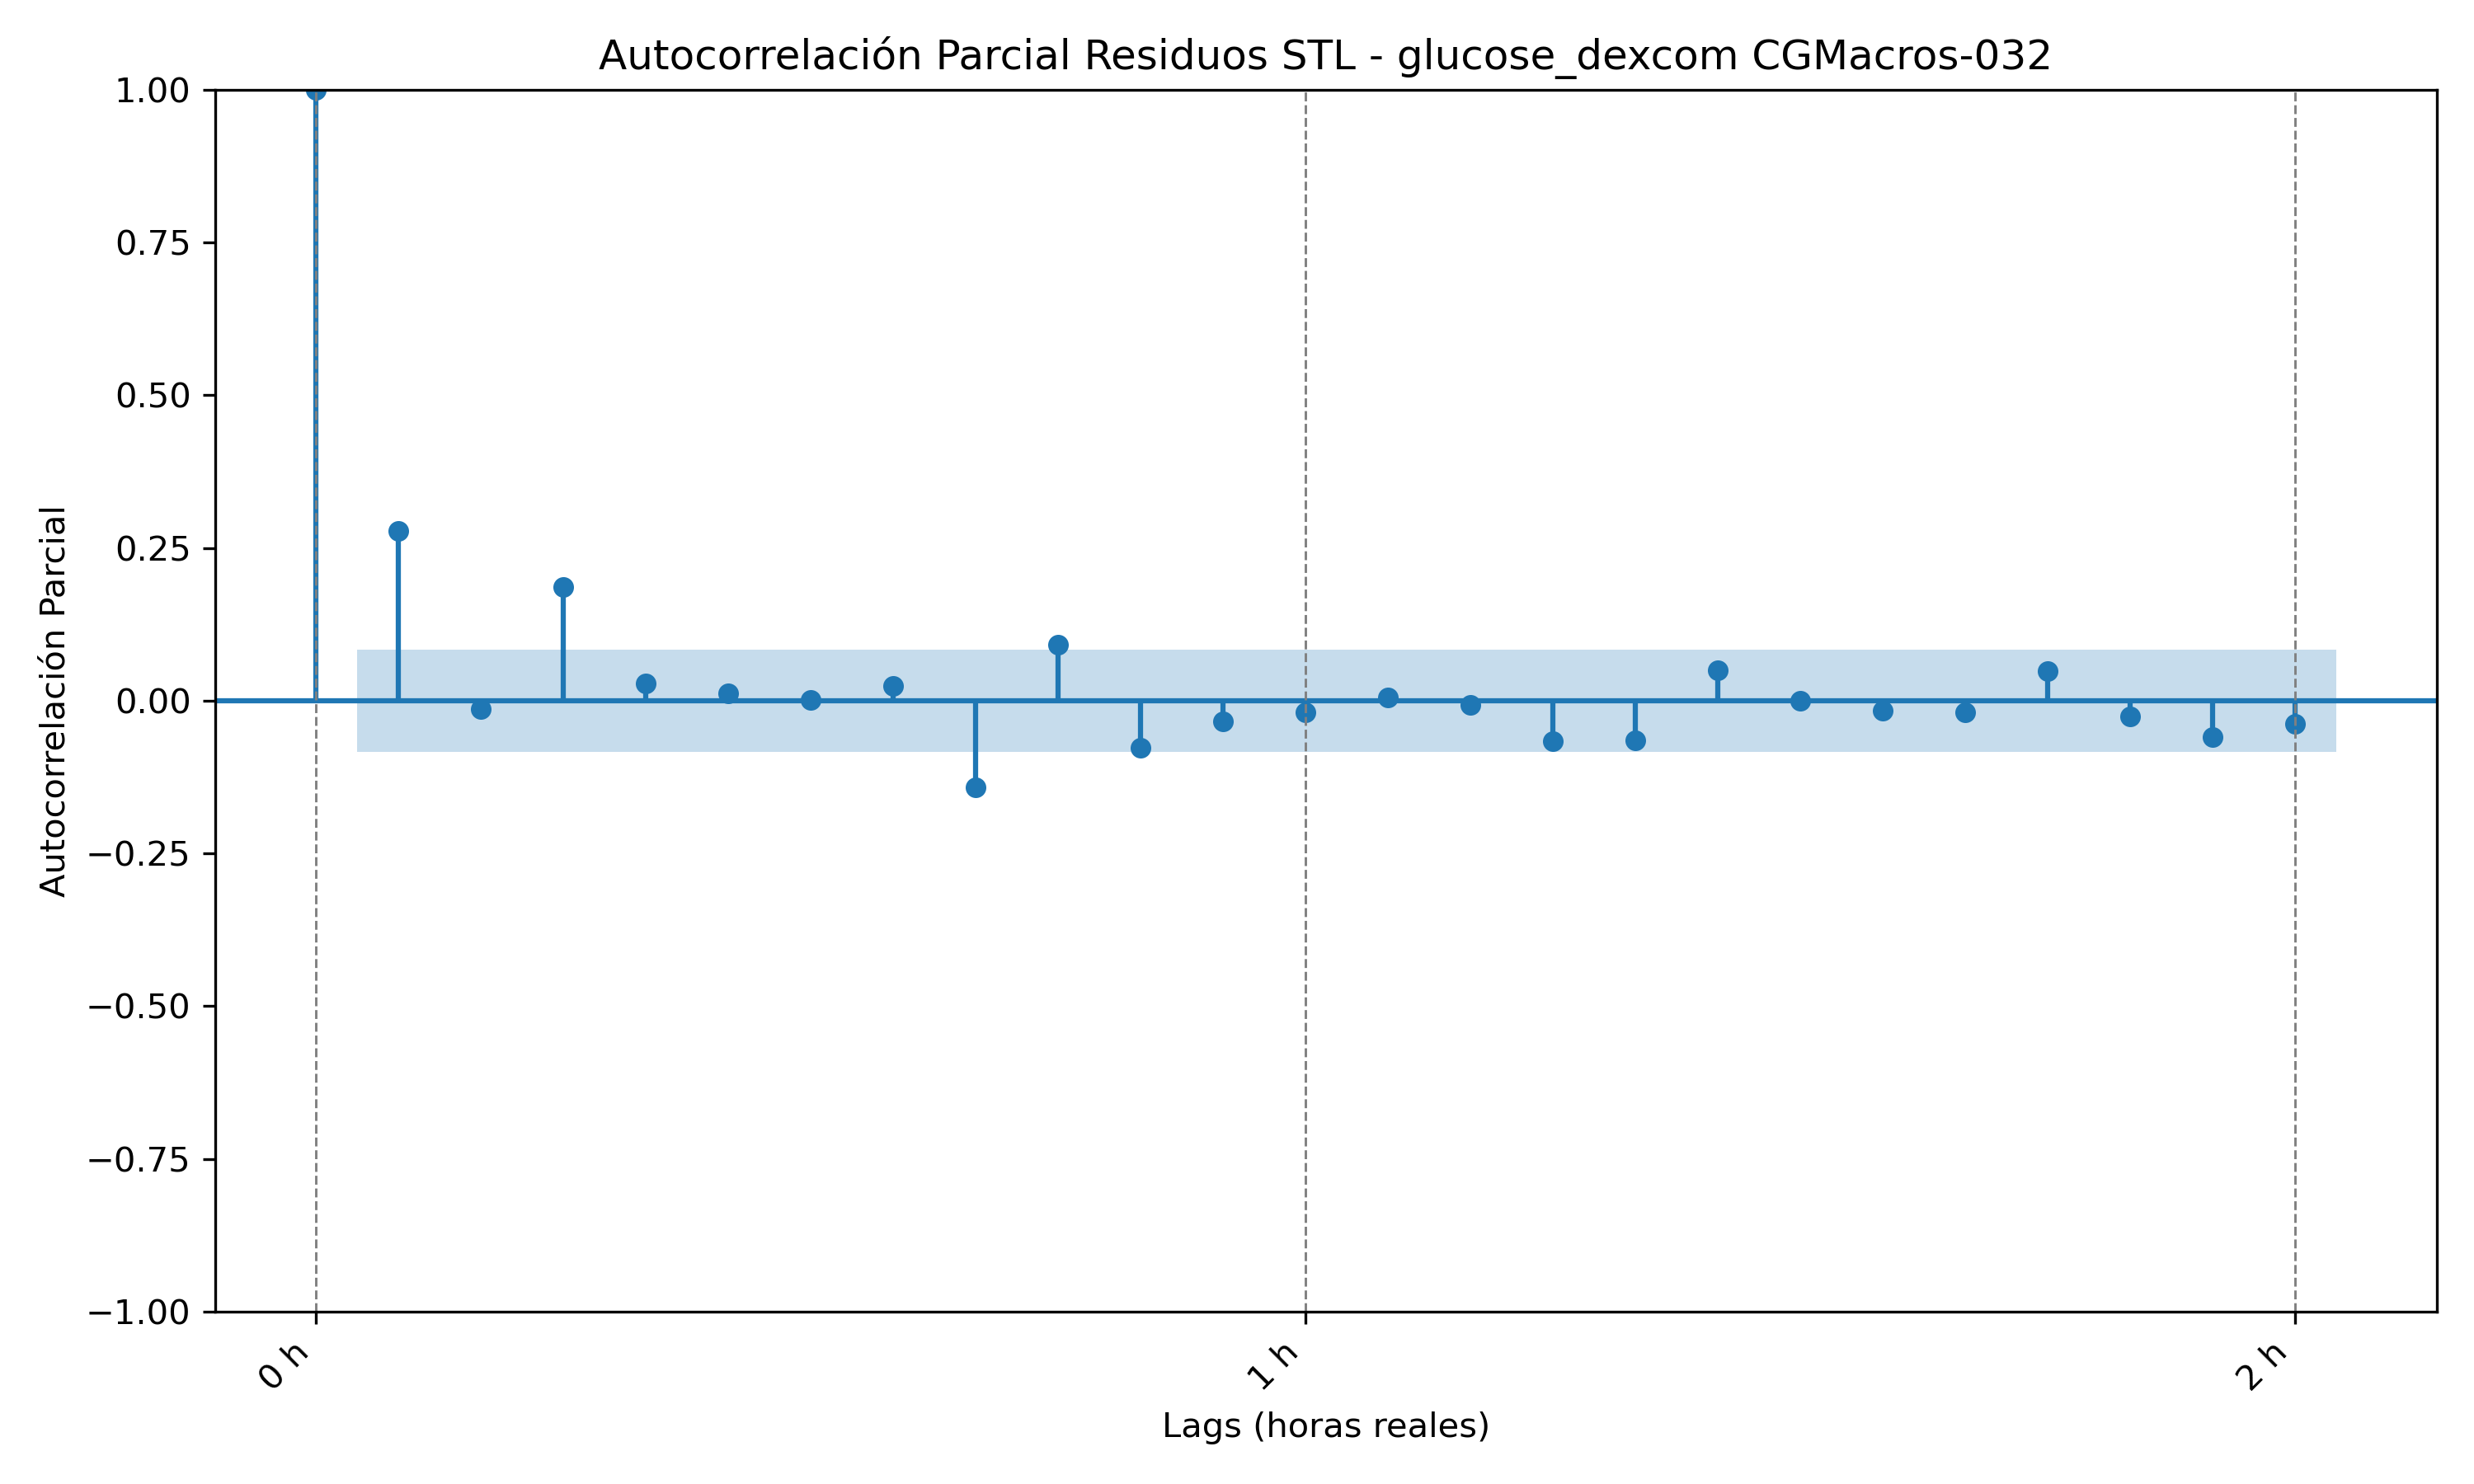 Autocorrelación Parcial Residuos STL - glucose_dexcom CGMacros-032
1.00
0.75
0.50
0.25
0.00
−0.25
−0.50
−0.75
−1.00
Autocorrelación Parcial
0 h
1 h
2 h
Lags (horas reales)